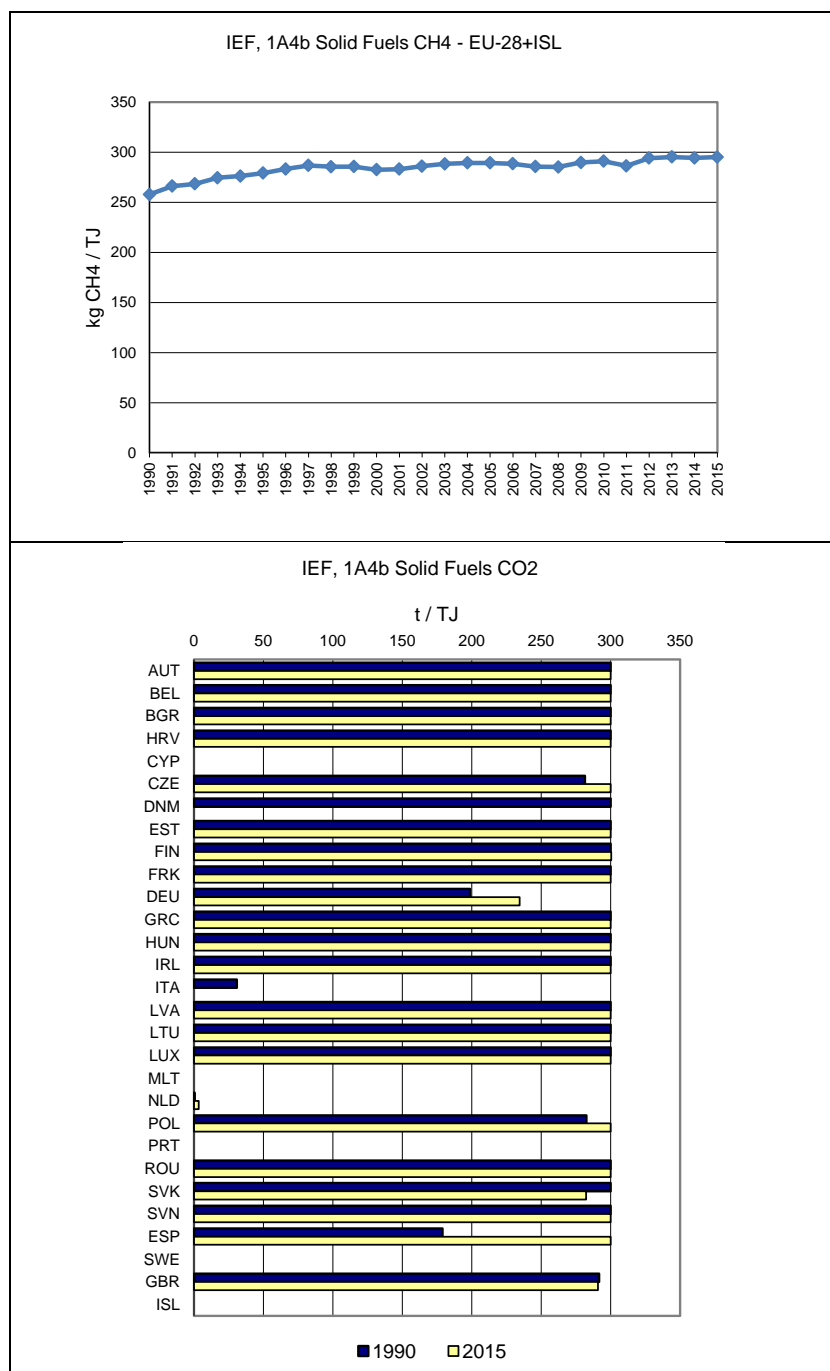 IEF, 1A4b Solid Fuels CH4 - EU-28+ISL
350
300
250
200
150
100
50
0
kg CH4 / TJ
1990 1991 1992 1993 1994 1995 1996 1997 1998 1999 2000 2001 2002 2003 2004 2005 2006 2007 2008 2009 2010 2011 2012 2013 2014 2015
IEF, 1A4b Solid Fuels CO2
t / TJ
0 50 100 150 200 250 300 350
AUT
BEL
BGR
HRV
CYP
CZE
DNM
EST
FIN
FRK
DEU
GRC
HUN
IRL
ITA
LVA
LTU
LUX
MLT
NLD
POL
PRT
ROU
SVK
SVN
ESP
SWE
GBR
ISL
1990 2015